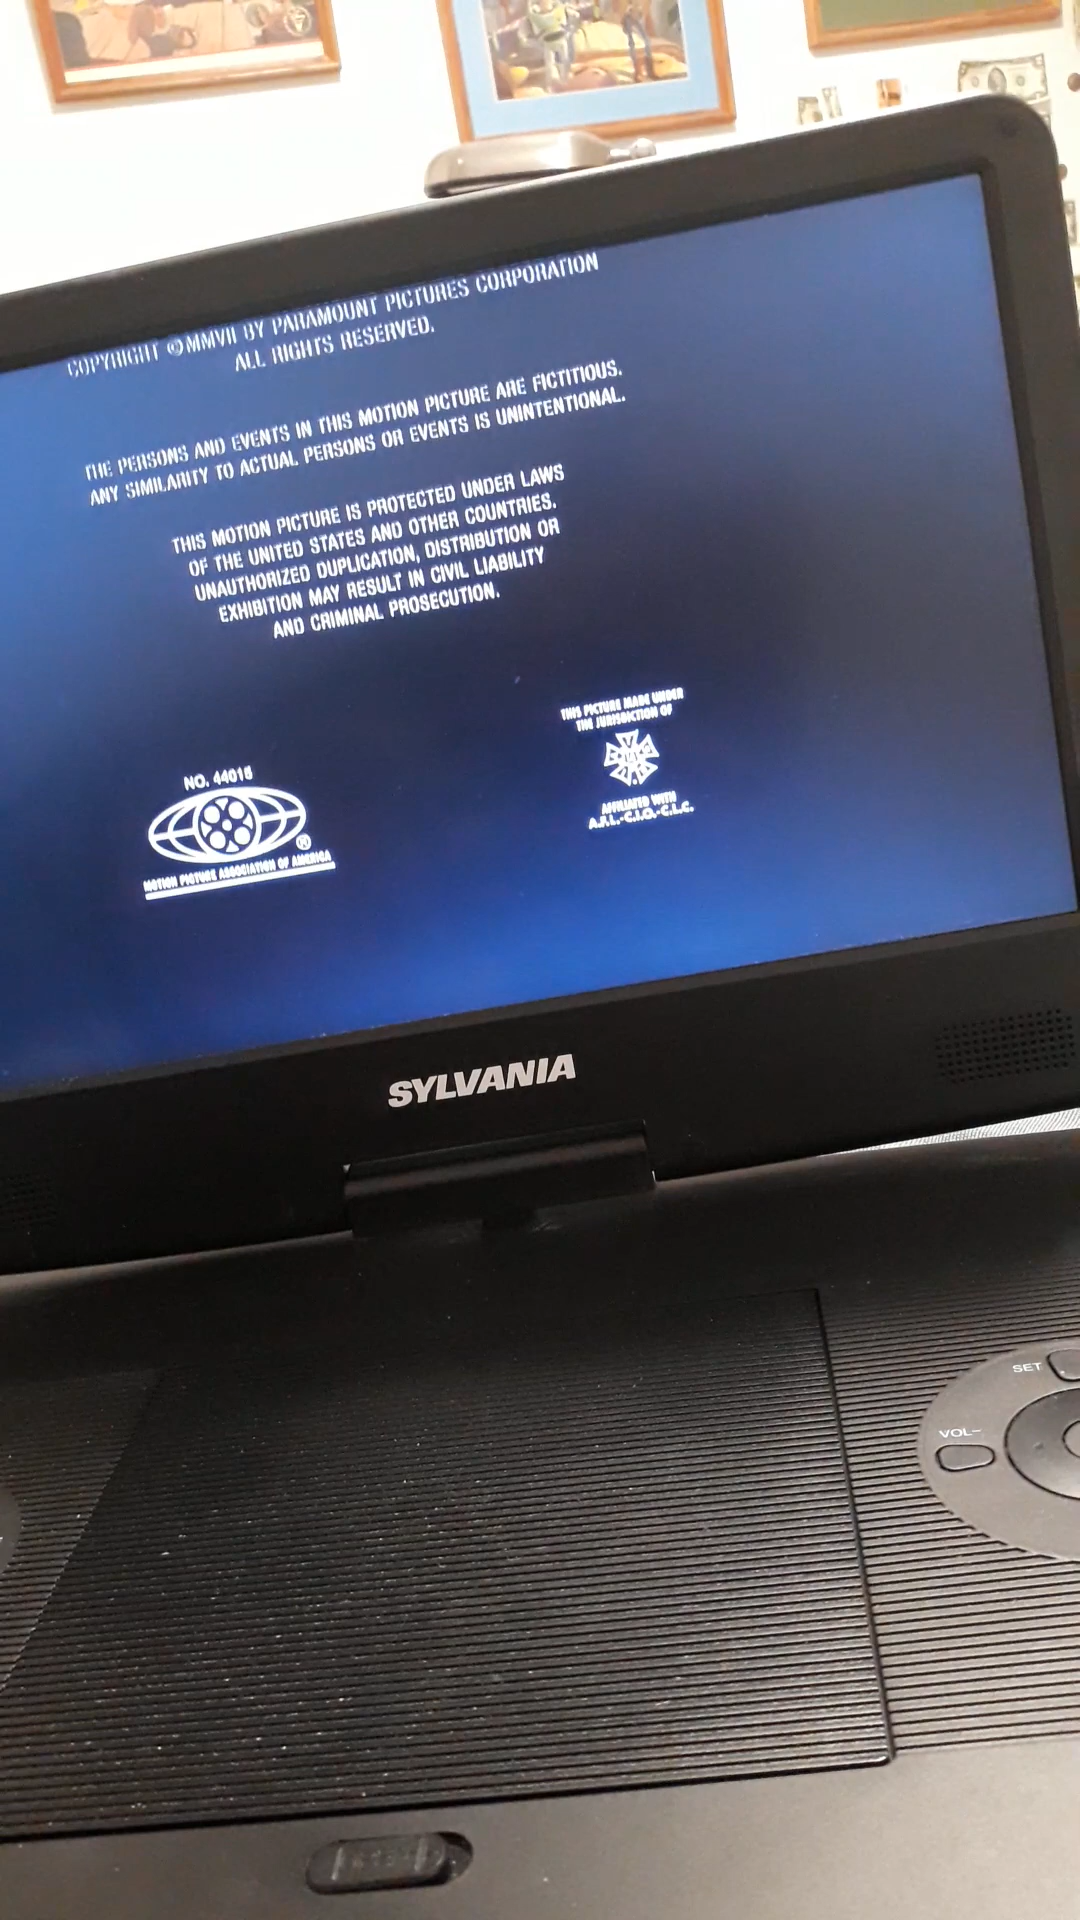 COPYRIGHT © MMVII BY PARAMOUNT PICTURES CORPORATION
ALL RIGHTS RESERVED.
THE PERSONS AND EVENTS IN THIS MOTION PICTURE ARE FICTITIOUS.
ANY SIMILARITY TO ACTUAL PERSONS OR EVENTS IS UNINTENTIONAL.
THIS MOTION PICTURE IS PROTECTED UNDER LAWS
OF THE UNITED STATES AND OTHER COUNTRIES.
UNAUTHORIZED DUPLICATION, DISTRIBUTION OR
EXHIBITION MAY RESULT IN CIVIL LIABILITY
AND CRIMINAL PROSECUTION.
THIS PICTURE MADE UNDER
THE JURISDICTION OF
AFFILIATED WITH
A.F.L.-C.I.O.-C.L.C.
NO. 44015
®
MOTION PICTURE ASSOCIATION OF AMERICA
SYLVANIA
SET
VOL-